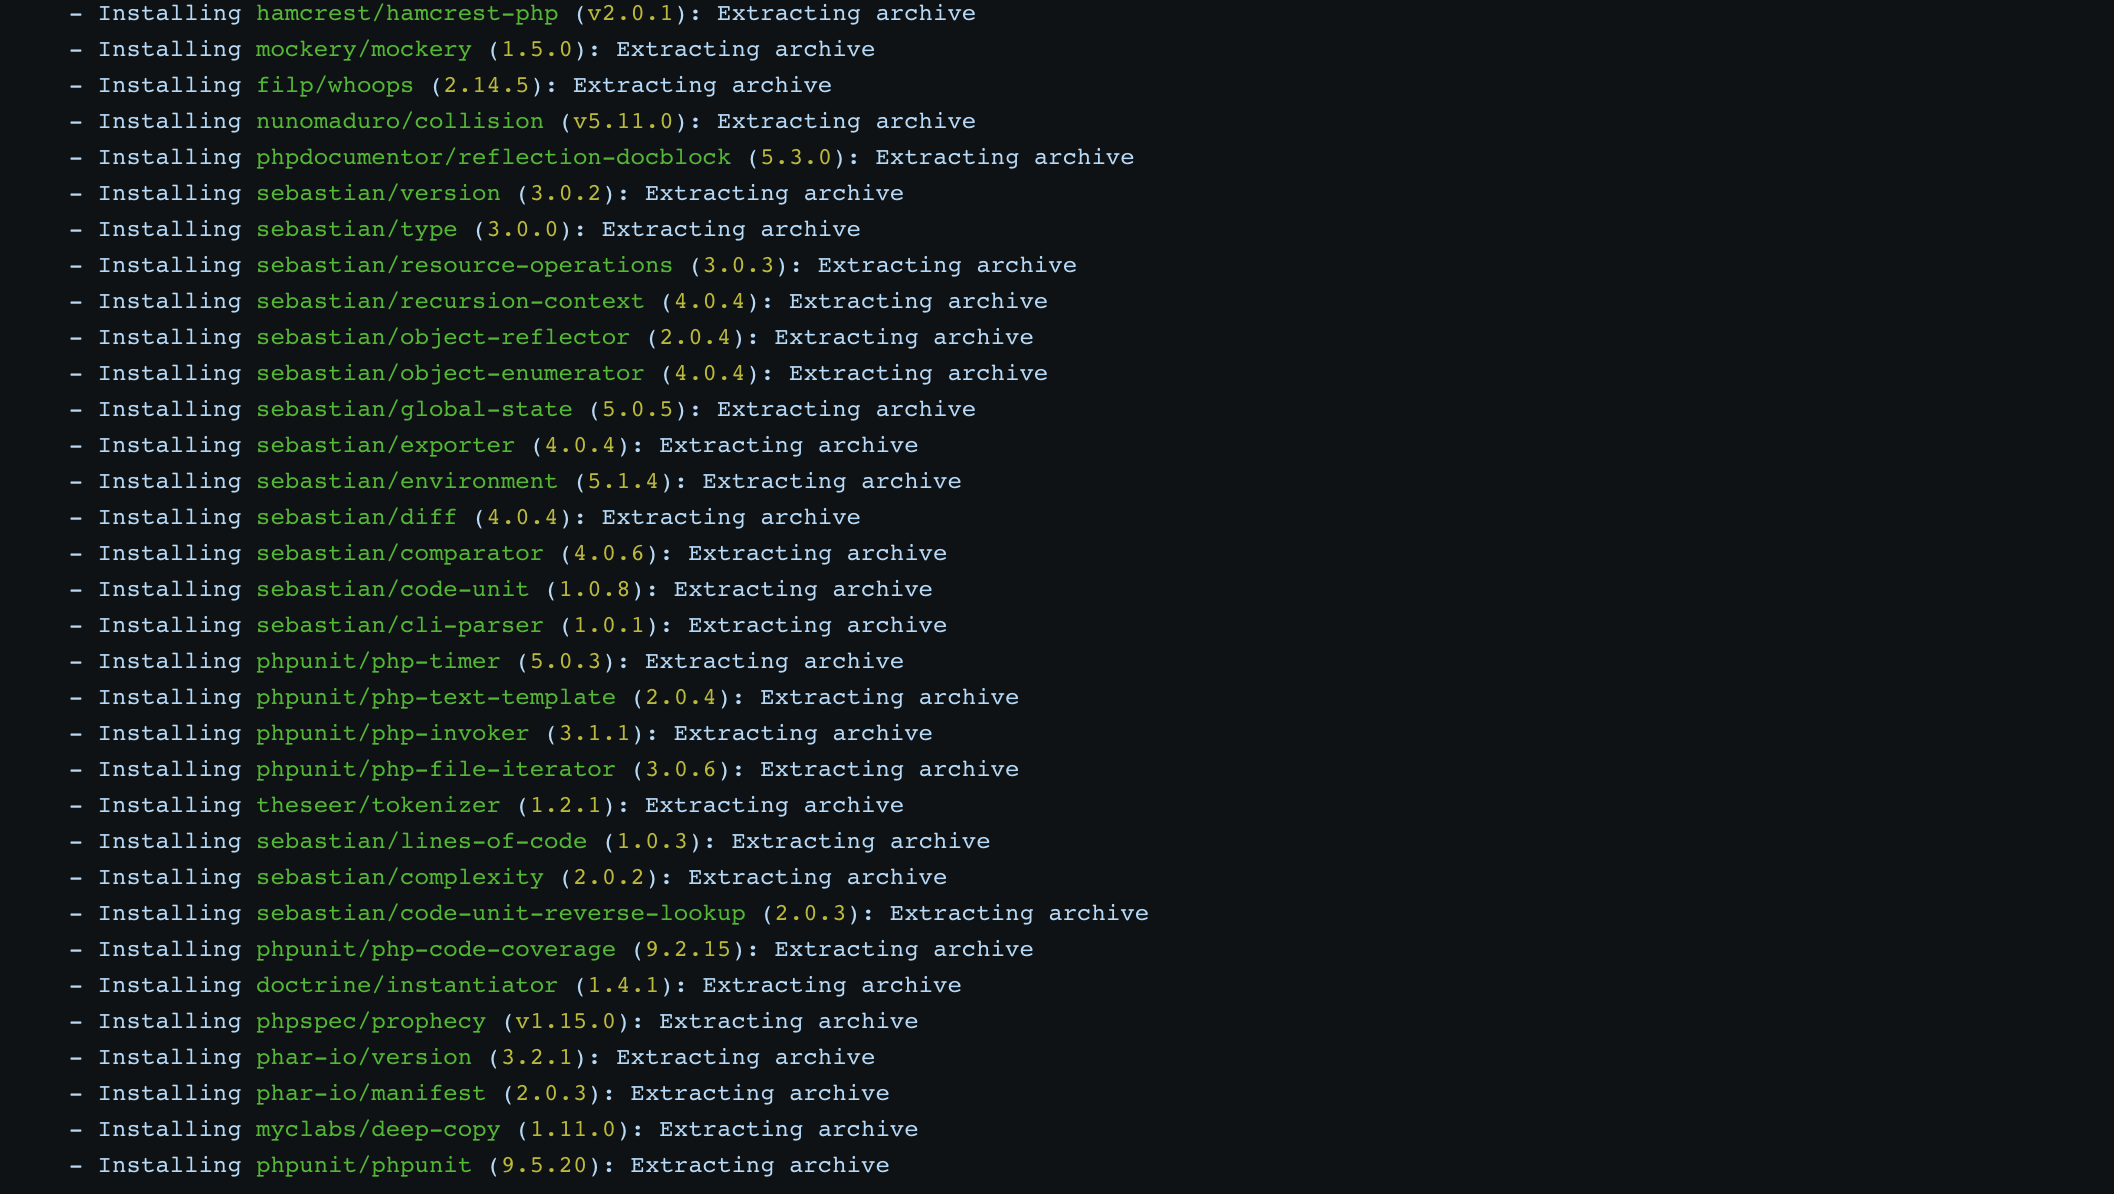 - Installing hamcrest/hamcrest-php (v2.0.1): Extracting archive
- Installing mockery/mockery (1.5.0): Extracting archive
- Installing filp/whoops (2.14.5): Extracting archive
- Installing nunomaduro/collision (v5.11.0): Extracting archive
- Installing phpdocumentor/reflection-docblock (5.3.0): Extracting archive
- Installing sebastian/version (3.0.2): Extracting archive
- Installing sebastian/type (3.0.0): Extracting archive
- Installing sebastian/resource-operations (3.0.3): Extracting archive
- Installing sebastian/recursion-context (4.0.4): Extracting archive
- Installing sebastian/object-reflector (2.0.4): Extracting archive
- Installing sebastian/object-enumerator (4.0.4): Extracting archive
- Installing sebastian/global-state (5.0.5): Extracting archive
- Installing sebastian/exporter (4.0.4): Extracting archive
- Installing sebastian/environment (5.1.4): Extracting archive
- Installing sebastian/diff (4.0.4): Extracting archive
- Installing sebastian/comparator (4.0.6): Extracting archive
- Installing sebastian/code-unit (1.0.8): Extracting archive
- Installing sebastian/cli-parser (1.0.1): Extracting archive
- Installing phpunit/php-timer (5.0.3): Extracting archive
- Installing phpunit/php-text-template (2.0.4): Extracting archive
- Installing phpunit/php-invoker (3.1.1): Extracting archive
- Installing phpunit/php-file-iterator (3.0.6): Extracting archive
- Installing theseer/tokenizer (1.2.1): Extracting archive
- Installing sebastian/lines-of-code (1.0.3): Extracting archive
- Installing sebastian/complexity (2.0.2): Extracting archive
- Installing sebastian/code-unit-reverse-lookup (2.0.3): Extracting archive
- Installing phpunit/php-code-coverage (9.2.15): Extracting archive
- Installing doctrine/instantiator (1.4.1): Extracting archive
- Installing phpspec/prophecy (v1.15.0): Extracting archive
- Installing phar-io/version (3.2.1): Extracting archive
- Installing phar-io/manifest (2.0.3): Extracting archive
- Installing myclabs/deep-copy (1.11.0): Extracting archive
- Installing phpunit/phpunit (9.5.20): Extracting archive